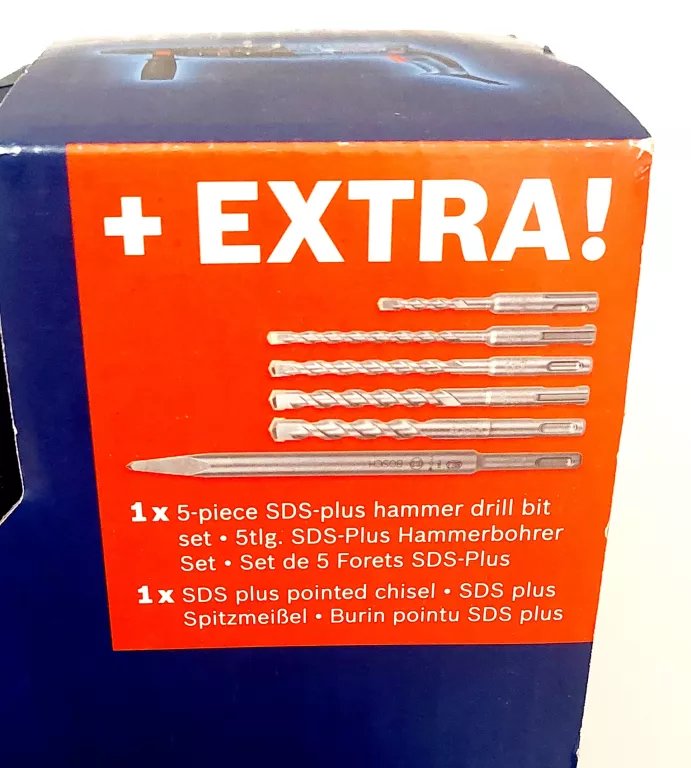 + EXTRA!
BOSCH
1 x 5-piece SDS-plus hammer drill bit
set • 5tlg. SDS-Plus Hammerbohrer
Set • Set de 5 Forets SDS-Plus
1 x SDS plus pointed chisel • SDS plus
Spitzmeißel • Burin pointu SDS plus